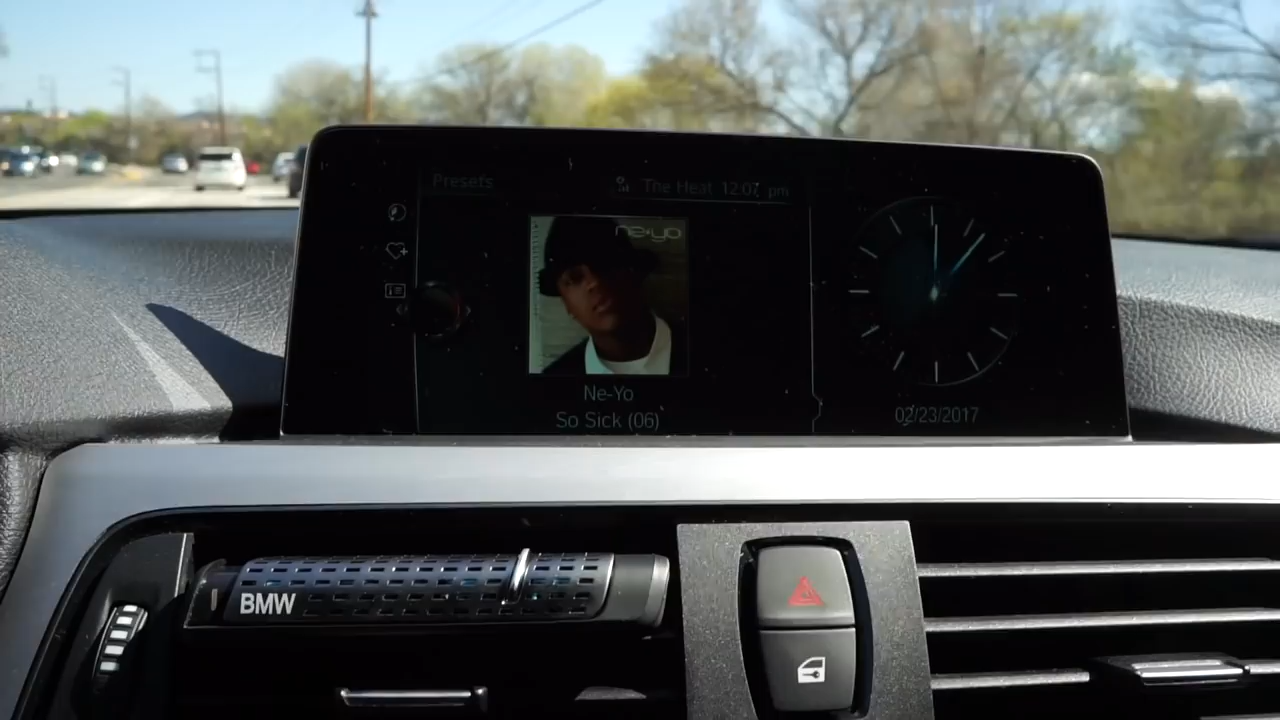 Presets
The Heat 12:07 pm
ne·yo
Ne-Yo
So Sick (06)
02/23/2017
BMW